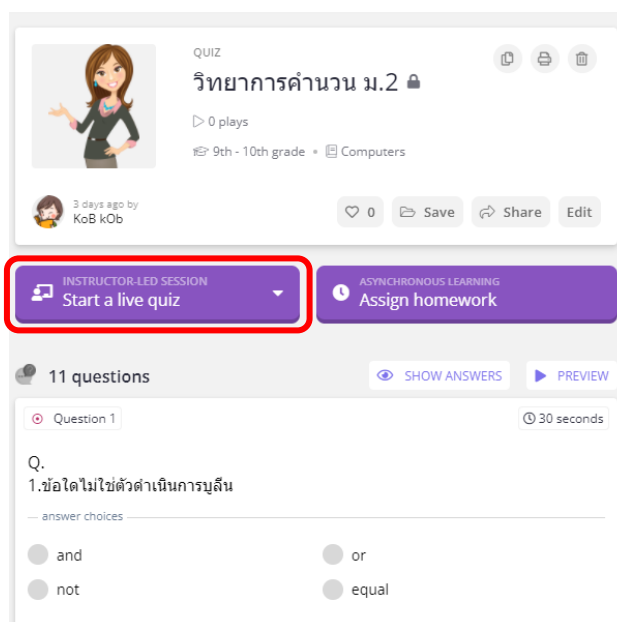 QUIZ
วิทยาการคำนวน ม.2
0 plays
9th - 10th grade • Computers
3 days ago by
KoB kOb
0 Save Share Edit
INSTRUCTOR-LED SESSION
Start a live quiz
ASYNCHRONOUS LEARNING
Assign homework
11 questions SHOW ANSWERS PREVIEW
Question 1 30 seconds
Q.
1.ข้อใดไม่ใช่ตัวดำเนินการบูลีน
answer choices
and or
not equal